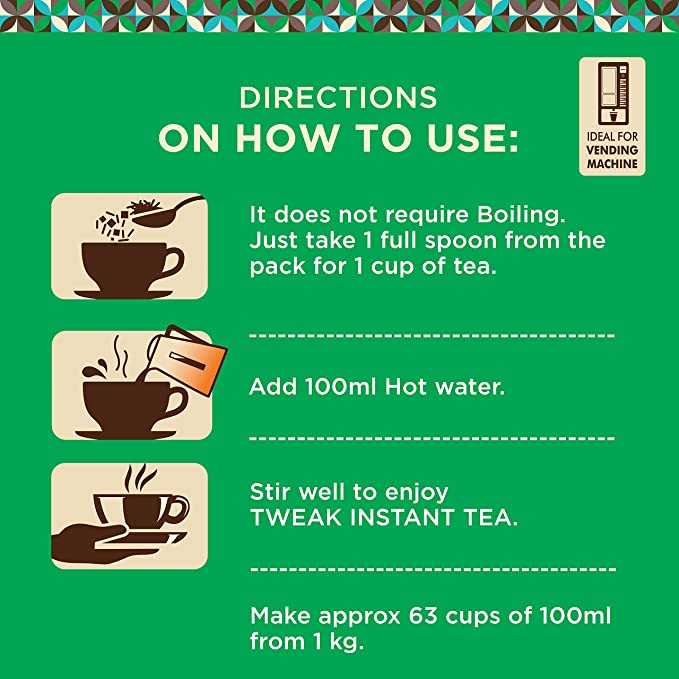 DIRECTIONS
ON HOW TO USE:
IDEAL FOR
VENDING
MACHINE
It does not require Boiling.
Just take 1 full spoon from the
pack for 1 cup of tea.
Add 100ml Hot water.
Stir well to enjoy
TWEAK INSTANT TEA.
Make approx 63 cups of 100ml
from 1 kg.